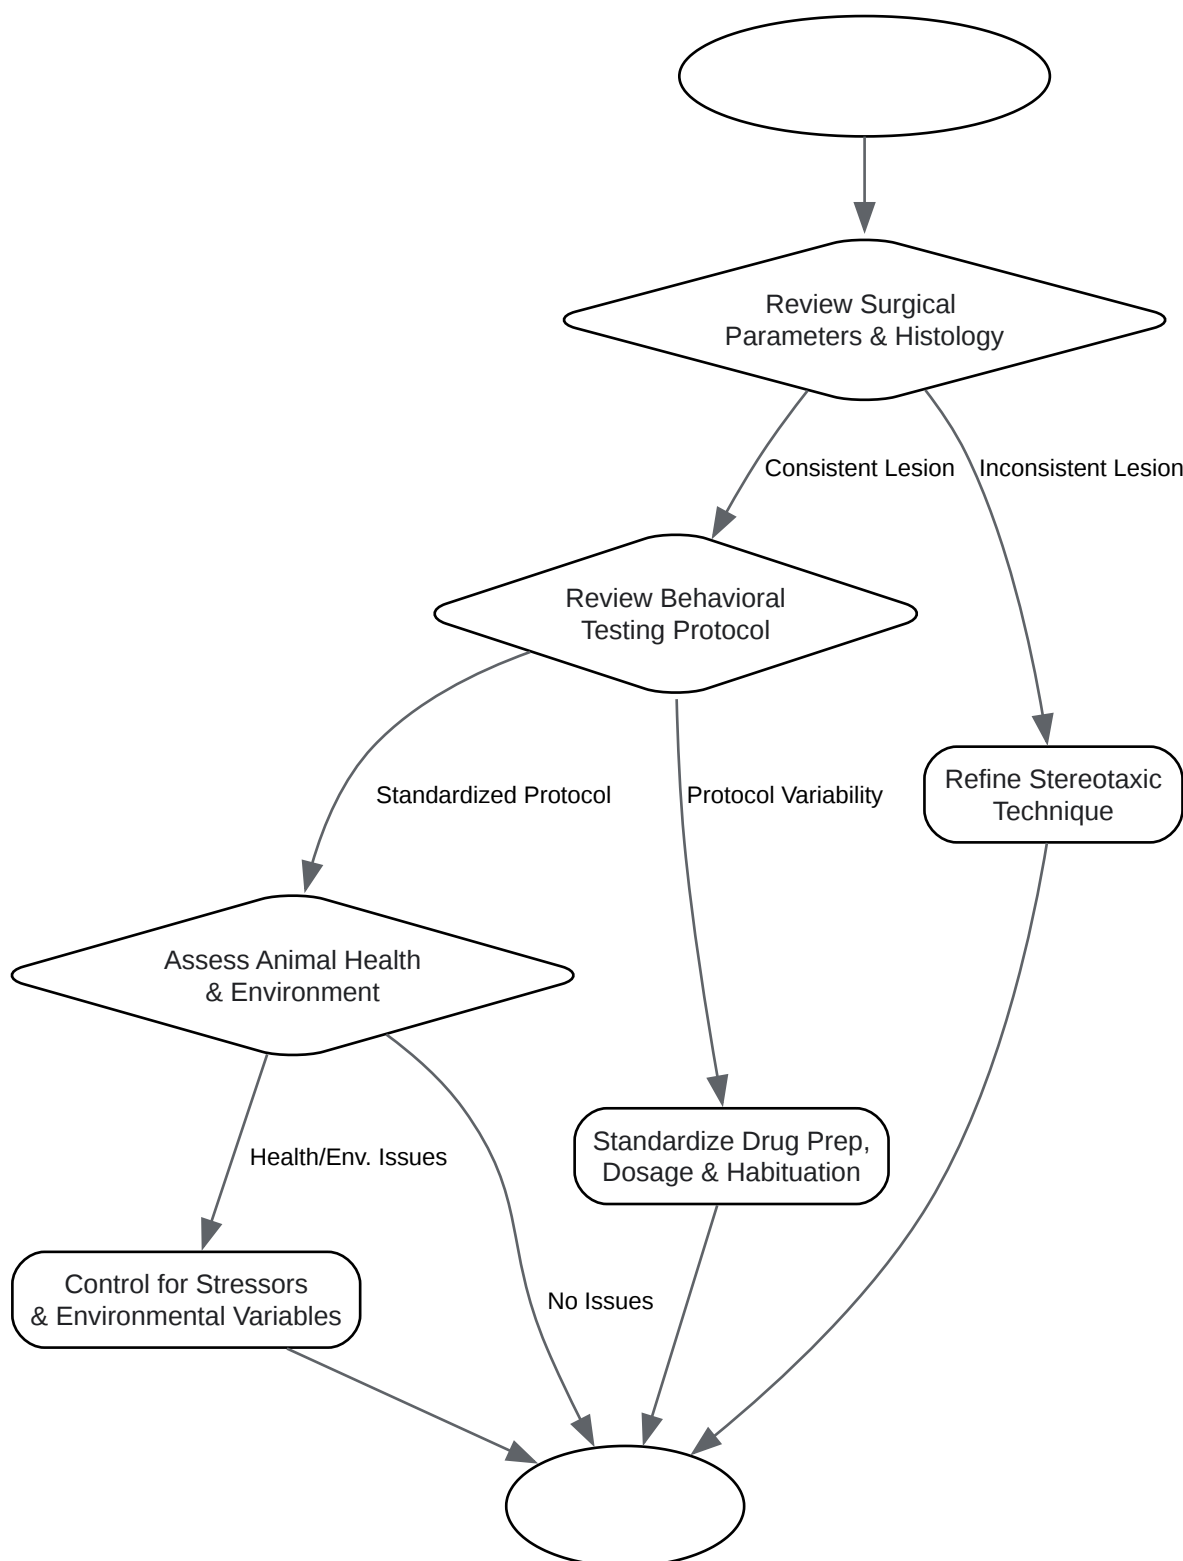 Review Surgical
Parameters & Histology
Consistent Lesion
Inconsistent Lesion
Review Behavioral
Testing Protocol
Refine Stereotaxic
Technique
Standardized Protocol
Protocol Variability
Assess Animal Health
& Environment
Standardize Drug Prep,
Dosage & Habituation
Health/Env. Issues
Control for Stressors
& Environmental Variables
No Issues